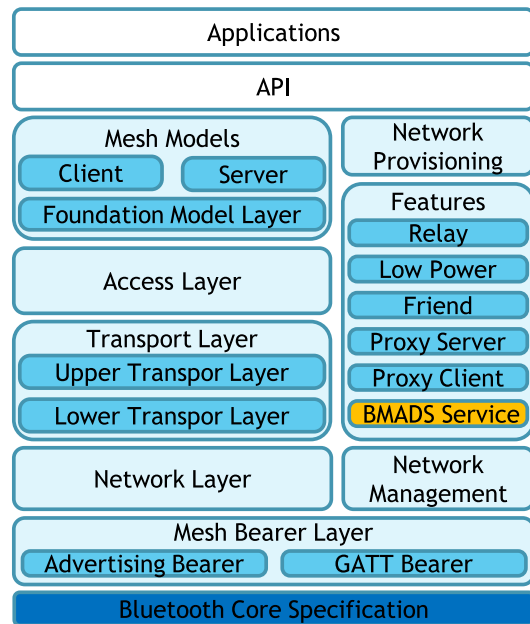 Applications
API
Mesh Models
Client
Server
Foundation Model Layer
Network
Provisioning
Features
Relay
Low Power
Friend
Proxy Server
Proxy Client
BMADS Service
Access Layer
Transport Layer
Upper Transpor Layer
Lower Transpor Layer
Network Layer
Network
Management
Mesh Bearer Layer
Advertising Bearer
GATT Bearer
Bluetooth Core Specification